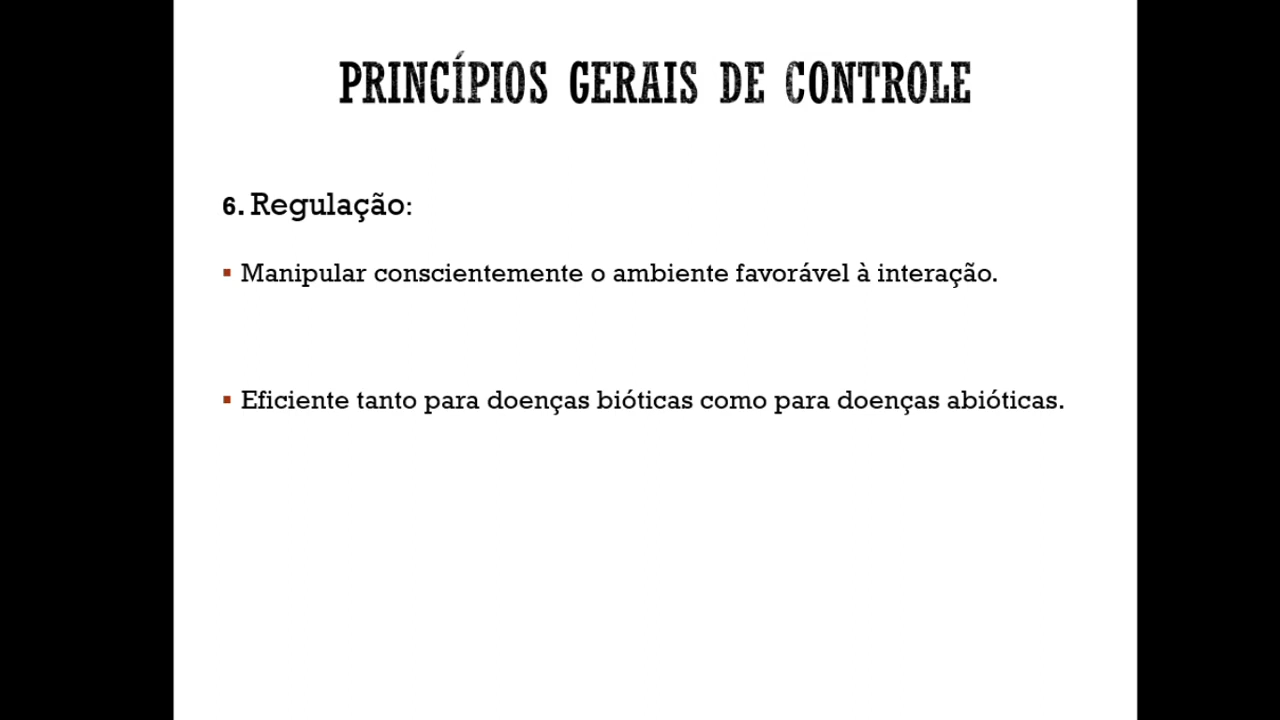 PRINCÍPIOS GERAIS DE CONTROLE
6. Regulação:
▪ Manipular conscientemente o ambiente favorável à interação.
▪ Eficiente tanto para doenças bióticas como para doenças abióticas.